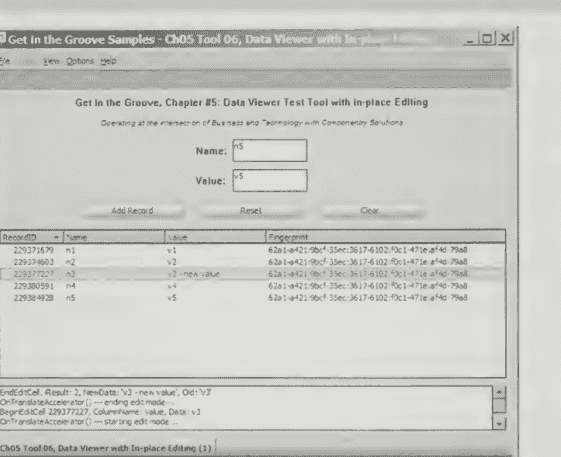 Get in the Groove Samples - Ch05 Tool 06, Data Viewer with In-place
File View Options Help
Get in the Groove, Chapter #5: Data Viewer Test Tool with In-place Editing
Operating at the intersection of Business and Technology with Componentry Solutions
Name: n5
Value: v5
Add Record Reset Clear
RecordID Name Value Fingerprint
229371679 n1 v1 62a1-a421:9bcf-35ec:3617-6102:f0c1-471e:af4d-79a8
229374603 n2 v2 62a1-a421:9bcf-35ec:3617-6102:f0c1-471e:af4d-79a8
229377227 n3 v3 - new value 62a1-a421:9bcf-35ec:3617-6102:f0c1-471e:af4d-79a8
229380591 n4 v4 62a1-a421:9bcf-35ec:3617-6102:f0c1-471e:af4d-79a8
229384928 n5 v5 62a1-a421:9bcf-35ec:3617-6102:f0c1-471e:af4d-79a8
EndEditCell, Result: 2, NewData: 'v3 - new value', Old: 'v3'
OnTranslateAccelerator() --- ending edit mode ...
BeginEditCell 229377227, ColumnName: value, Data: v3
OnTranslateAccelerator() --- starting edit mode ...
Ch05 Tool 06, Data Viewer with In-place Editing (1)